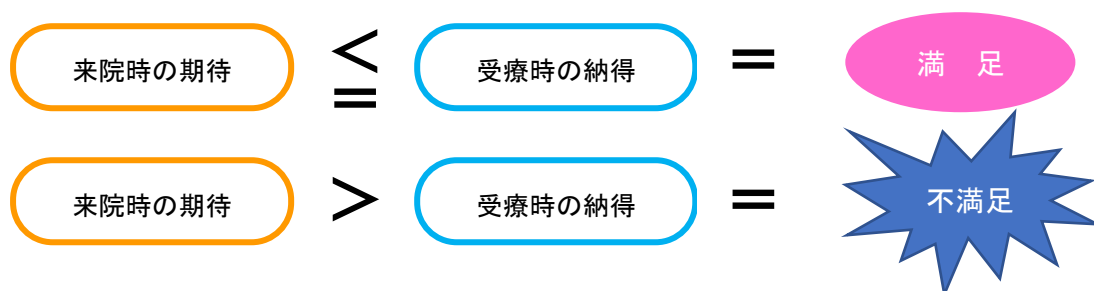 来院時の期待 ≦ 受療時の納得 = 満 足
来院時の期待 > 受療時の納得 = 不満足